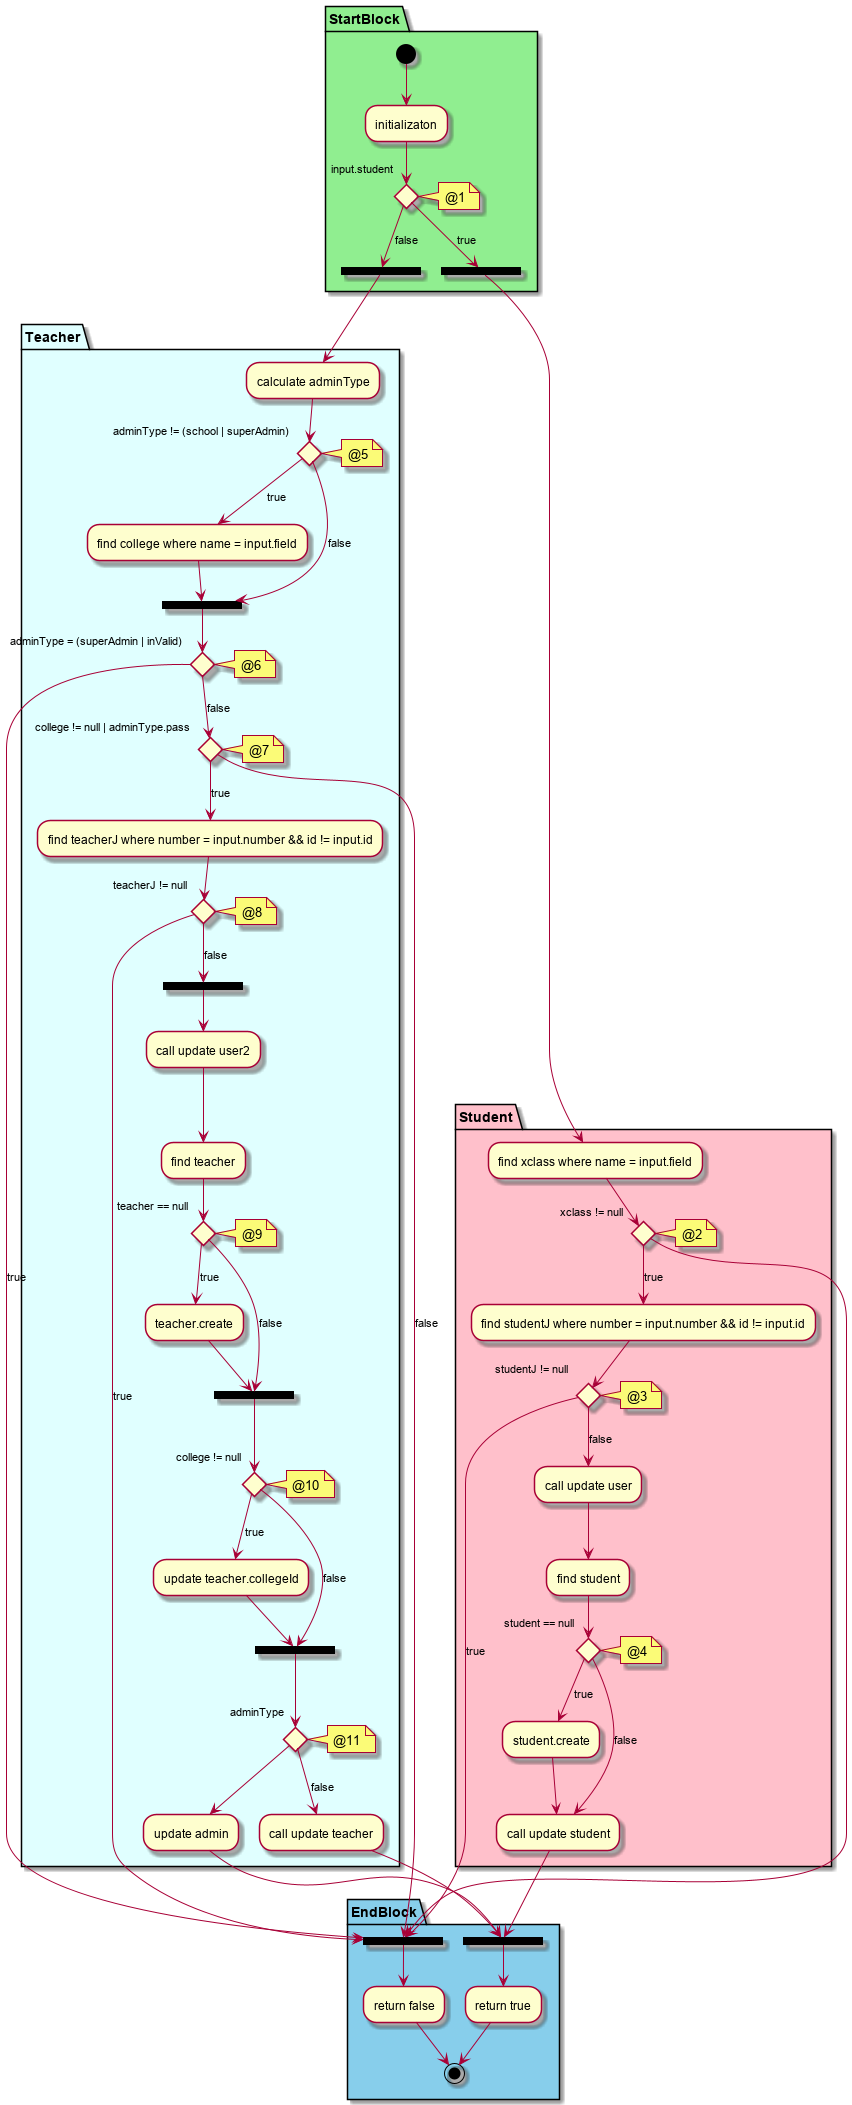 StartBlock
initializaton
input.student
@1
false
true
Teacher
calculate adminType
adminType != (school | superAdmin)
@5
true
find college where name = input.field
false
adminType = (superAdmin | inValid)
@6
false
college != null | adminType.pass
@7
true
find teacherJ where number = input.number && id != input.id
teacherJ != null
@8
false
call update user2
find teacher
teacher == null
@9
true
true
teacher.create
false
false
true
college != null
@10
true
update teacher.collegeId
false
adminType
@11
false
update admin
call update teacher
Student
find xclass where name = input.field
xclass != null
@2
true
find studentJ where number = input.number && id != input.id
studentJ != null
@3
false
call update user
find student
student == null
@4
true
true
student.create
false
call update student
EndBlock
return false
return true